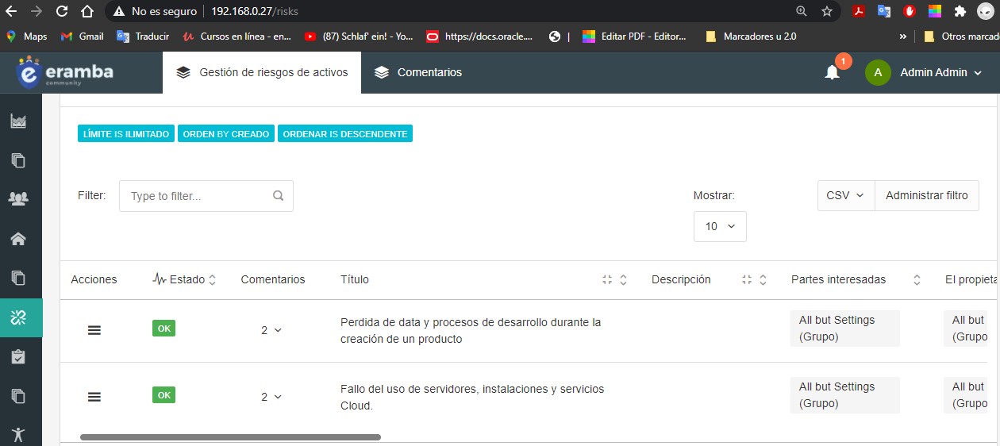 No es seguro 192.168.0.27/risks
Maps Gmail Traducir Cursos en línea - en... (87) Schlaf' ein! - Yo... https://docs.oracle.... | Editar PDF - Editor... Marcadores u 2.0 » Otros marcad
eramba
community
Gestión de riesgos de activos Comentarios 1 A Admin Admin
LÍMITE IS ILIMITADO ORDEN BY CREADO ORDENAR IS DESCENDENTE
Filter: Type to filter... Mostrar: CSV Administrar filtro
10
Acciones Estado Comentarios Título Descripción Partes interesadas El propieta
OK 2 Perdida de data y procesos de desarrollo durante la
creación de un producto
All but Settings
(Grupo)
All but
(Grupo
OK 2 Fallo del uso de servidores, instalaciones y servicios
Cloud.
All but Settings
(Grupo)
All but
(Grupo